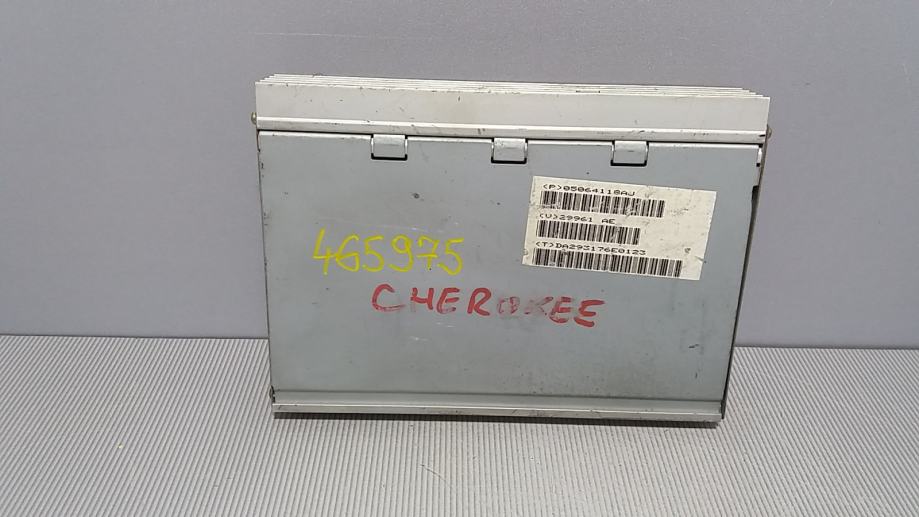 (P)05064118AJ
(V)29961 AE
(T)DA293176E0123
465975
CHEROKEE